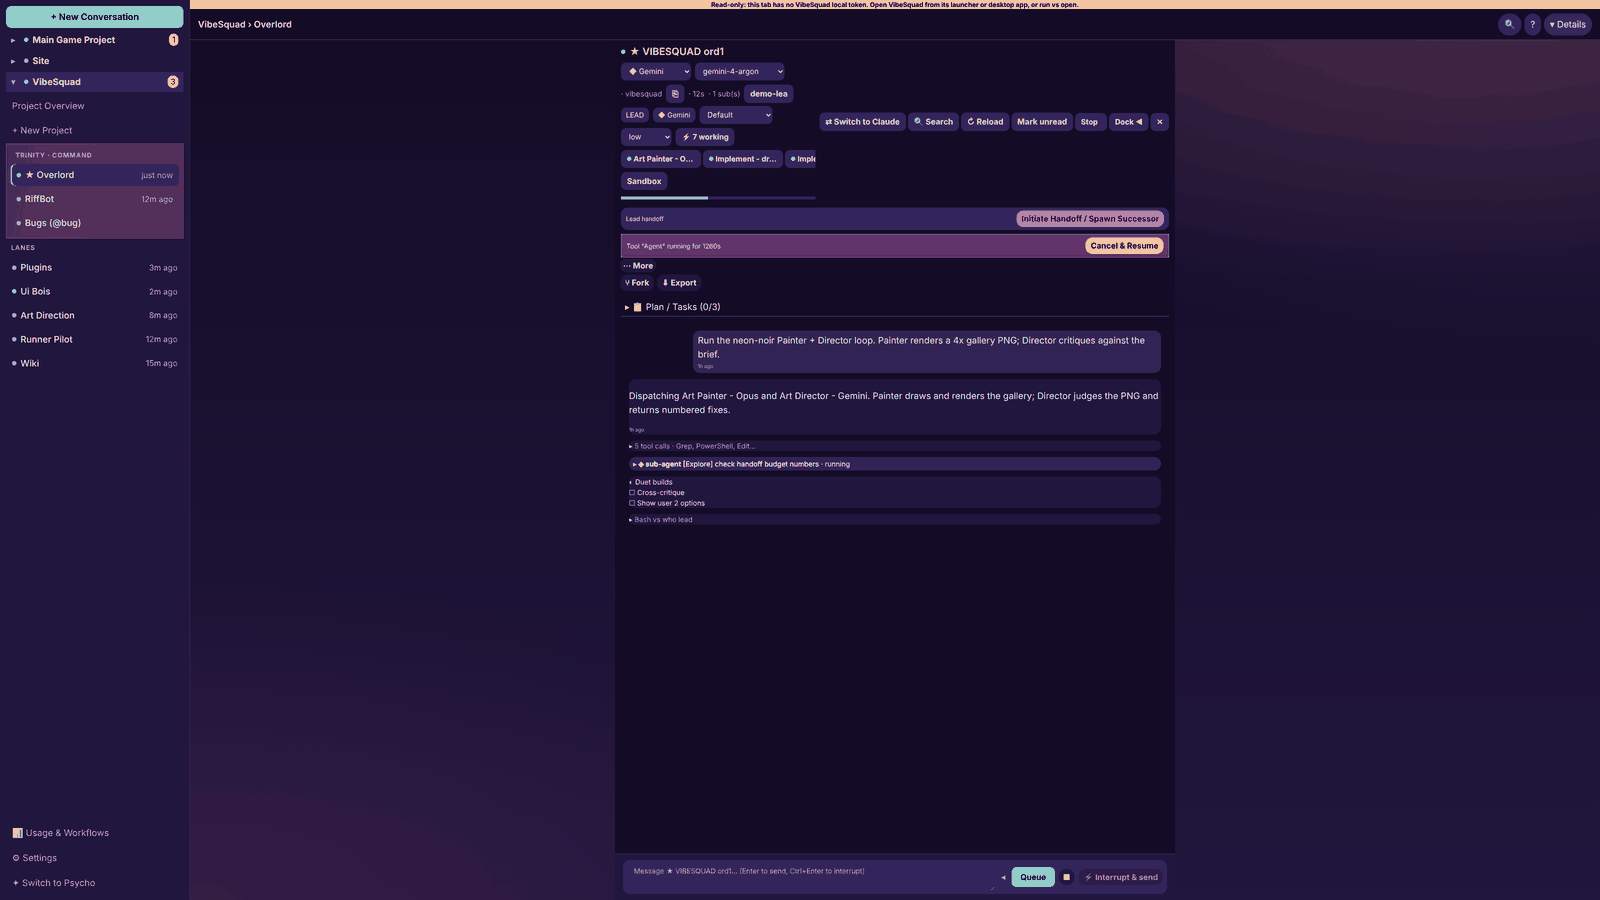 Read-only: this tab has no VibeSquad local token. Open VibeSquad from its launcher or desktop app, or run vs open.
+ New Conversation
Main Game Project 1
Site
VibeSquad 3
Project Overview
+ New Project
TRINITY · COMMAND
★ Overlord just now
RiffBot 12m ago
Bugs (@bug)
LANES
Plugins 3m ago
Ui Bois 2m ago
Art Direction 8m ago
Runner Pilot 12m ago
Wiki 15m ago
Usage & Workflows
Settings
Switch to Psycho
VibeSquad › Overlord
? ▾ Details
★ VIBESQUAD ord1
◆ Gemini gemini-4-argon
· vibesquad · 12s · 1 sub(s) demo-lea
LEAD ◆ Gemini Default
low ⚡ 7 working
Art Painter - O... Implement - dr... Imple
Sandbox
⇄ Switch to Claude Search ↻ Reload Mark unread Stop Dock ◀ ✕
Lead handoff Initiate Handoff / Spawn Successor
Tool "Agent" running for 1260s Cancel & Resume
··· More
Fork Export
▸ Plan / Tasks (0/3)
Run the neon-noir Painter + Director loop. Painter renders a 4x gallery PNG; Director critiques against the
brief.
1h ago
Dispatching Art Painter - Opus and Art Director - Gemini. Painter draws and renders the gallery; Director judges the PNG and
returns numbered fixes.
1h ago
▸ 5 tool calls · Grep, PowerShell, Edit...
▸ ◆ sub-agent [Explore] check handoff budget numbers · running
Duet builds
☐ Cross-critique
☐ Show user 2 options
▸ Bash vs who lead
Message ★ VIBESQUAD ord1... (Enter to send, Ctrl+Enter to interrupt)
Queue ⚡ Interrupt & send